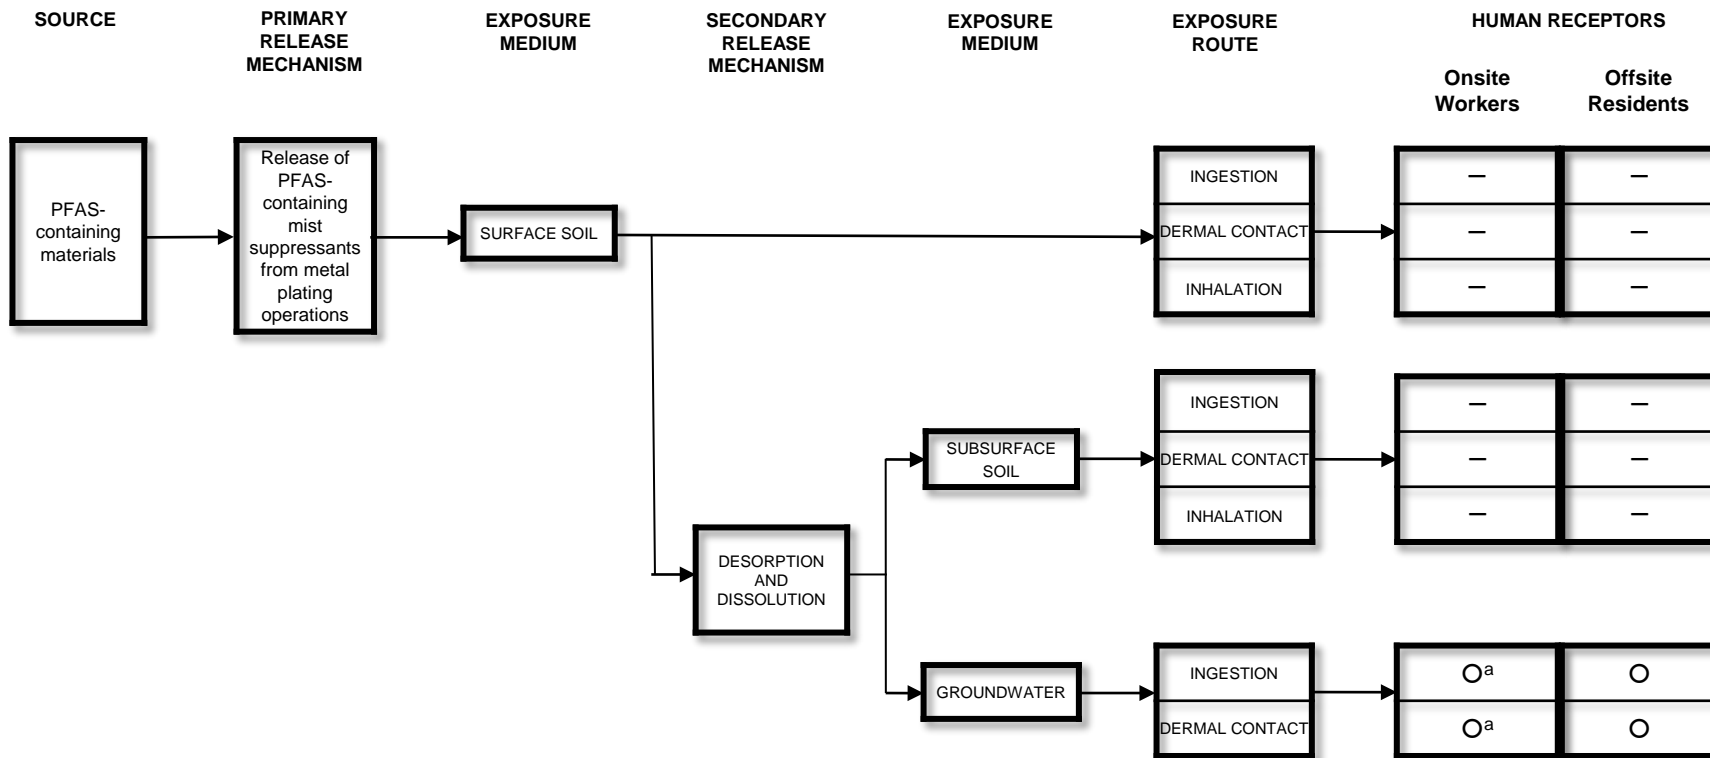 SOURCE
PRIMARY
RELEASE
MECHANISM
EXPOSURE
MEDIUM
SECONDARY
RELEASE
MECHANISM
EXPOSURE
MEDIUM
EXPOSURE
ROUTE
HUMAN RECEPTORS
Onsite
Workers
Offsite
Residents
PFAS-
containing
materials
Release of
PFAS-
containing
mist
suppressants
from metal
plating
operations
SURFACE SOIL
INGESTION
– –
DERMAL CONTACT
– –
INHALATION
– –
SUBSURFACE
SOIL
INGESTION
– –
DERMAL CONTACT
– –
INHALATION
– –
DESORPTION
AND
DISSOLUTION
GROUNDWATER
INGESTION
O a O
DERMAL CONTACT
O a O